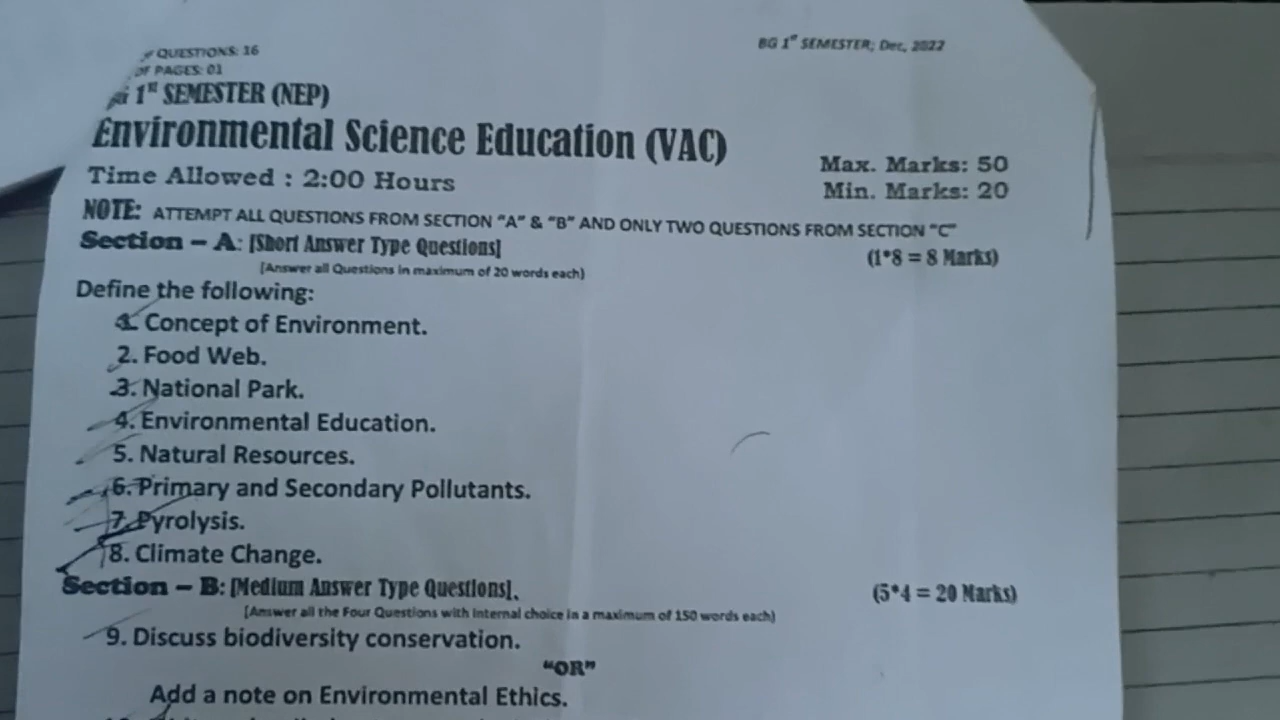 QUESTIONS: 16
BG 1st SEMESTER; Dec, 2022
OF PAGES: 01
1st SEMESTER (NEP)
Environmental Science Education (VAC)
Time Allowed : 2:00 Hours
Max. Marks: 50
Min. Marks: 20
NOTE: ATTEMPT ALL QUESTIONS FROM SECTION "A" & "B" AND ONLY TWO QUESTIONS FROM SECTION "C"
Section – A: [Short Answer Type Questions]
(1*8 = 8 Marks)
[Answer all Questions in maximum of 20 words each)
Define the following:
1. Concept of Environment.
2. Food Web.
3. National Park.
4. Environmental Education.
5. Natural Resources.
6. Primary and Secondary Pollutants.
7. Pyrolysis.
8. Climate Change.
Section – B: [Medium Answer Type Questions].
(5*4 = 20 Marks)
[Answer all the Four Questions with internal choice in a maximum of 150 words each)
9. Discuss biodiversity conservation.
"OR"
Add a note on Environmental Ethics.